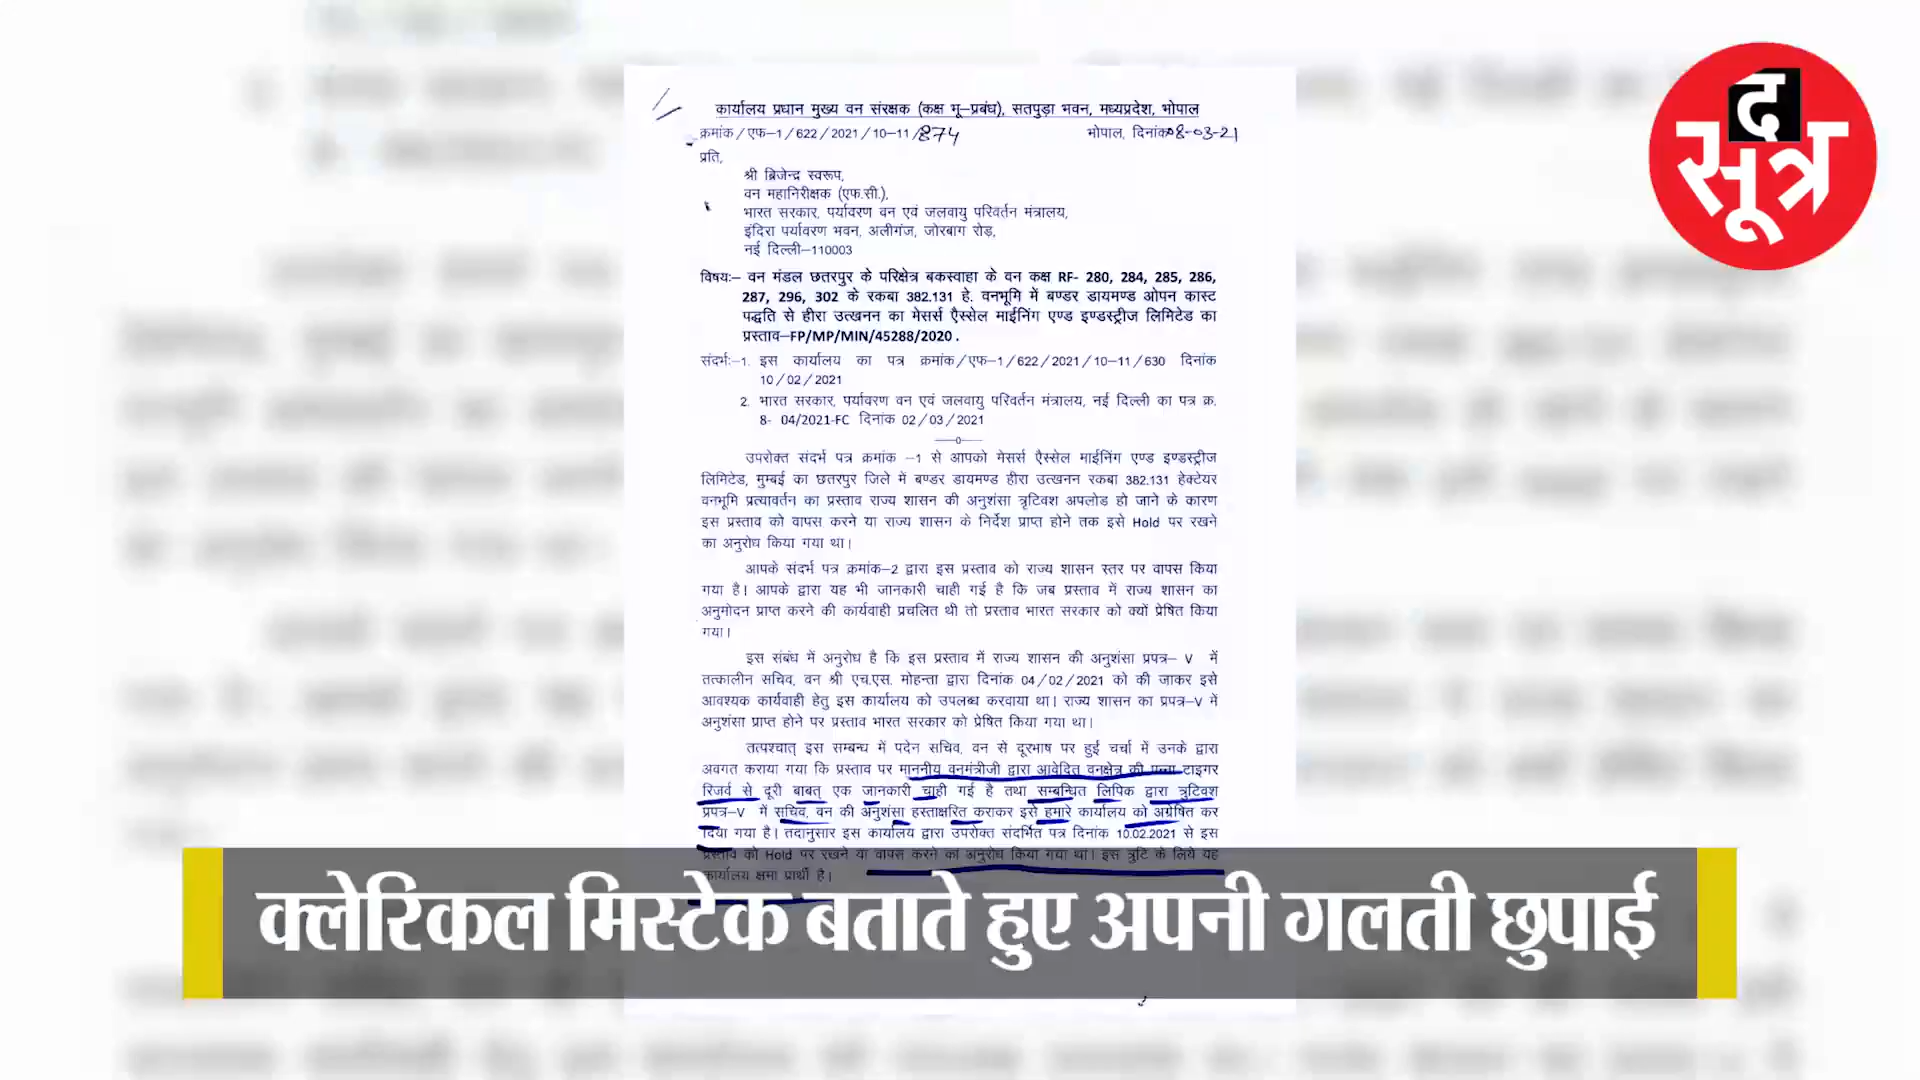 द
सूत्र
कार्यालय प्रधान मुख्य वन संरक्षक (कक्ष भू–प्रबंध), सतपुड़ा भवन, मध्यप्रदेश, भोपाल
क्रमांक/एफ–1/622/2021/10–11/874 भोपाल, दिनांक 08-03-21
प्रति,
श्री ब्रिजेन्द्र स्वरूप,
वन महानिरीक्षक (एफ.सी.),
भारत सरकार, पर्यावरण वन एवं जलवायु परिवर्तन मंत्रालय,
इंदिरा पर्यावरण भवन, अलीगंज, जोरबाग रोड़,
नई दिल्ली–110003
विषयः– वन मंडल छतरपुर के परिक्षेत्र बकस्वाहा के वन कक्ष RF- 280, 284, 285, 286,
287, 296, 302 के रकबा 382.131 हे. वनभूमि में बण्डर डायमण्ड ओपन कास्ट
पद्धति से हीरा उत्खनन का मेसर्स एैस्सेल माईनिंग एण्ड इण्डस्ट्रीज लिमिटेड का
प्रस्ताव–FP/MP/MIN/45288/2020 .
संदर्भः–1. इस कार्यालय का पत्र क्रमांक/एफ–1/622/2021/10–11/630 दिनांक
10/02/2021
2. भारत सरकार, पर्यावरण वन एवं जलवायु परिवर्तन मंत्रालय, नई दिल्ली का पत्र क्र.
8- 04/2021-FC दिनांक 02/03/2021
——0——
उपरोक्त संदर्भ पत्र क्रमांक –1 से आपको मेसर्स एैस्सेल माईनिंग एण्ड इण्डस्ट्रीज
लिमिटेड, मुम्बई का छतरपुर जिले में बण्डर डायमण्ड हीरा उत्खनन रकबा 382.131 हेक्टेयर
वनभूमि प्रत्यावर्तन का प्रस्ताव राज्य शासन की अनुशंसा त्रृटिवश अपलोड हो जाने के कारण
इस प्रस्ताव को वापस करने या राज्य शासन के निर्देश प्राप्त होने तक इसे Hold पर रखने
का अनुरोध किया गया था।
आपके संदर्भ पत्र क्रमांक–2 द्वारा इस प्रस्ताव को राज्य शासन स्तर पर वापस किया
गया है। आपके द्वारा यह भी जानकारी चाही गई है कि जब प्रस्ताव में राज्य शासन का
अनुमोदन प्राप्त करने की कार्यवाही प्रचलित थी तो प्रस्ताव भारत सरकार को क्यों प्रेषित किया
गया।
इस संबंध में अनुरोध है कि इस प्रस्ताव में राज्य शासन की अनुशंसा प्रपत्र– V में
तत्कालीन सचिव, वन श्री एच.एस. मोहन्ता द्वारा दिनांक 04/02/2021 को की जाकर इसे
आवश्यक कार्यवाही हेतु इस कार्यालय को उपलब्ध करवाया था। राज्य शासन का प्रपत्र–V में
अनुशंसा प्राप्त होने पर प्रस्ताव भारत सरकार को प्रेषित किया गया था।
तत्पश्चात् इस सम्बन्ध में पदेन सचिव, वन से दूरभाष पर हुई चर्चा में उनके द्वारा
अवगत कराया गया कि प्रस्ताव पर माननीय वनमंत्रीजी द्वारा आवेदित वनक्षेत्र की पन्ना टाइगर
रिजर्व से दूरी बाबत् एक जानकारी चाही गई है तथा सम्बन्धित लिपिक द्वारा त्रुटिवश
प्रपत्र–V में सचिव, वन की अनुशंसा हस्ताक्षरित कराकर इसे हमारे कार्यालय को अग्रेषित कर
दिया गया है। तदानुसार इस कार्यालय द्वारा उपरोक्त संदर्भित पत्र दिनांक 10.02.2021 से इस
प्रस्ताव को Hold पर रखने या वापस करने का अनुरोध किया गया था। इस त्रुटि के लिये यह
कार्यालय क्षमा प्रार्थी है।
क्लेरिकल मिस्टेक बताते हुए अपनी गलती छुपाई